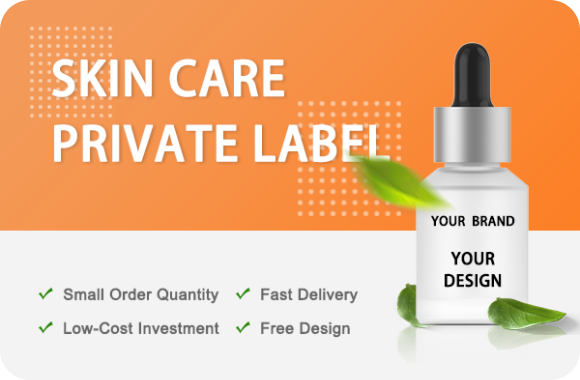 SKIN CARE
PRIVATE LABEL
YOUR BRAND
YOUR
DESIGN
Small Order Quantity
Fast Delivery
Low-Cost Investment
Free Design